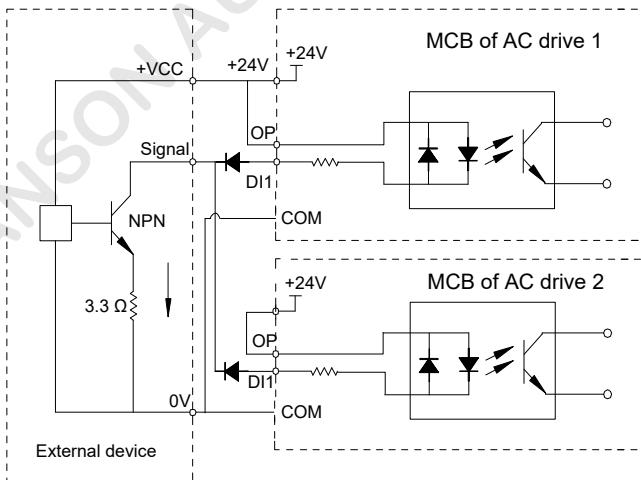 MCB of AC drive 1
+VCC
+24V
+24V
OP
Signal
DI1
NPN
COM
3.3 Ω
MCB of AC drive 2
+24V
OP
DI1
0V
COM
External device